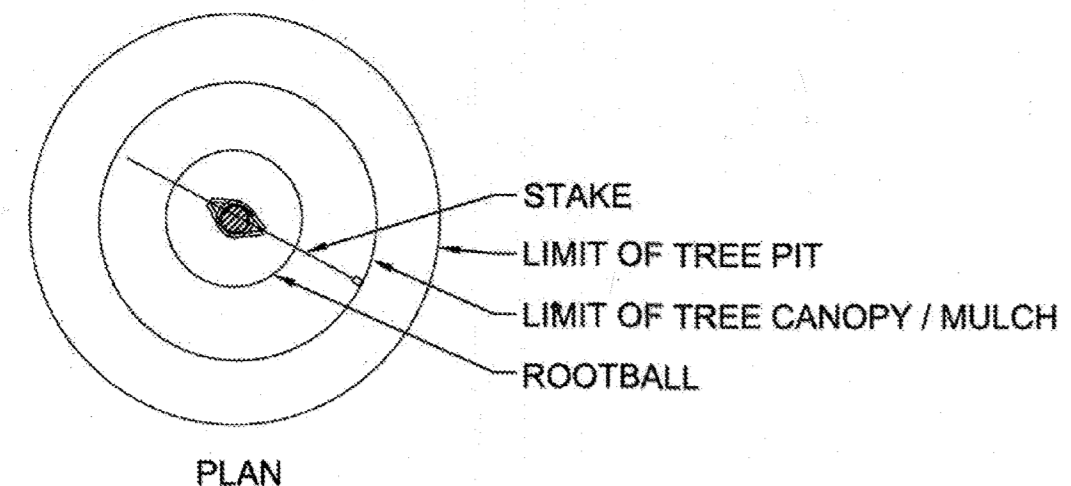 STAKE
LIMIT OF TREE PIT
LIMIT OF TREE CANOPY / MULCH
ROOTBALL
PLAN